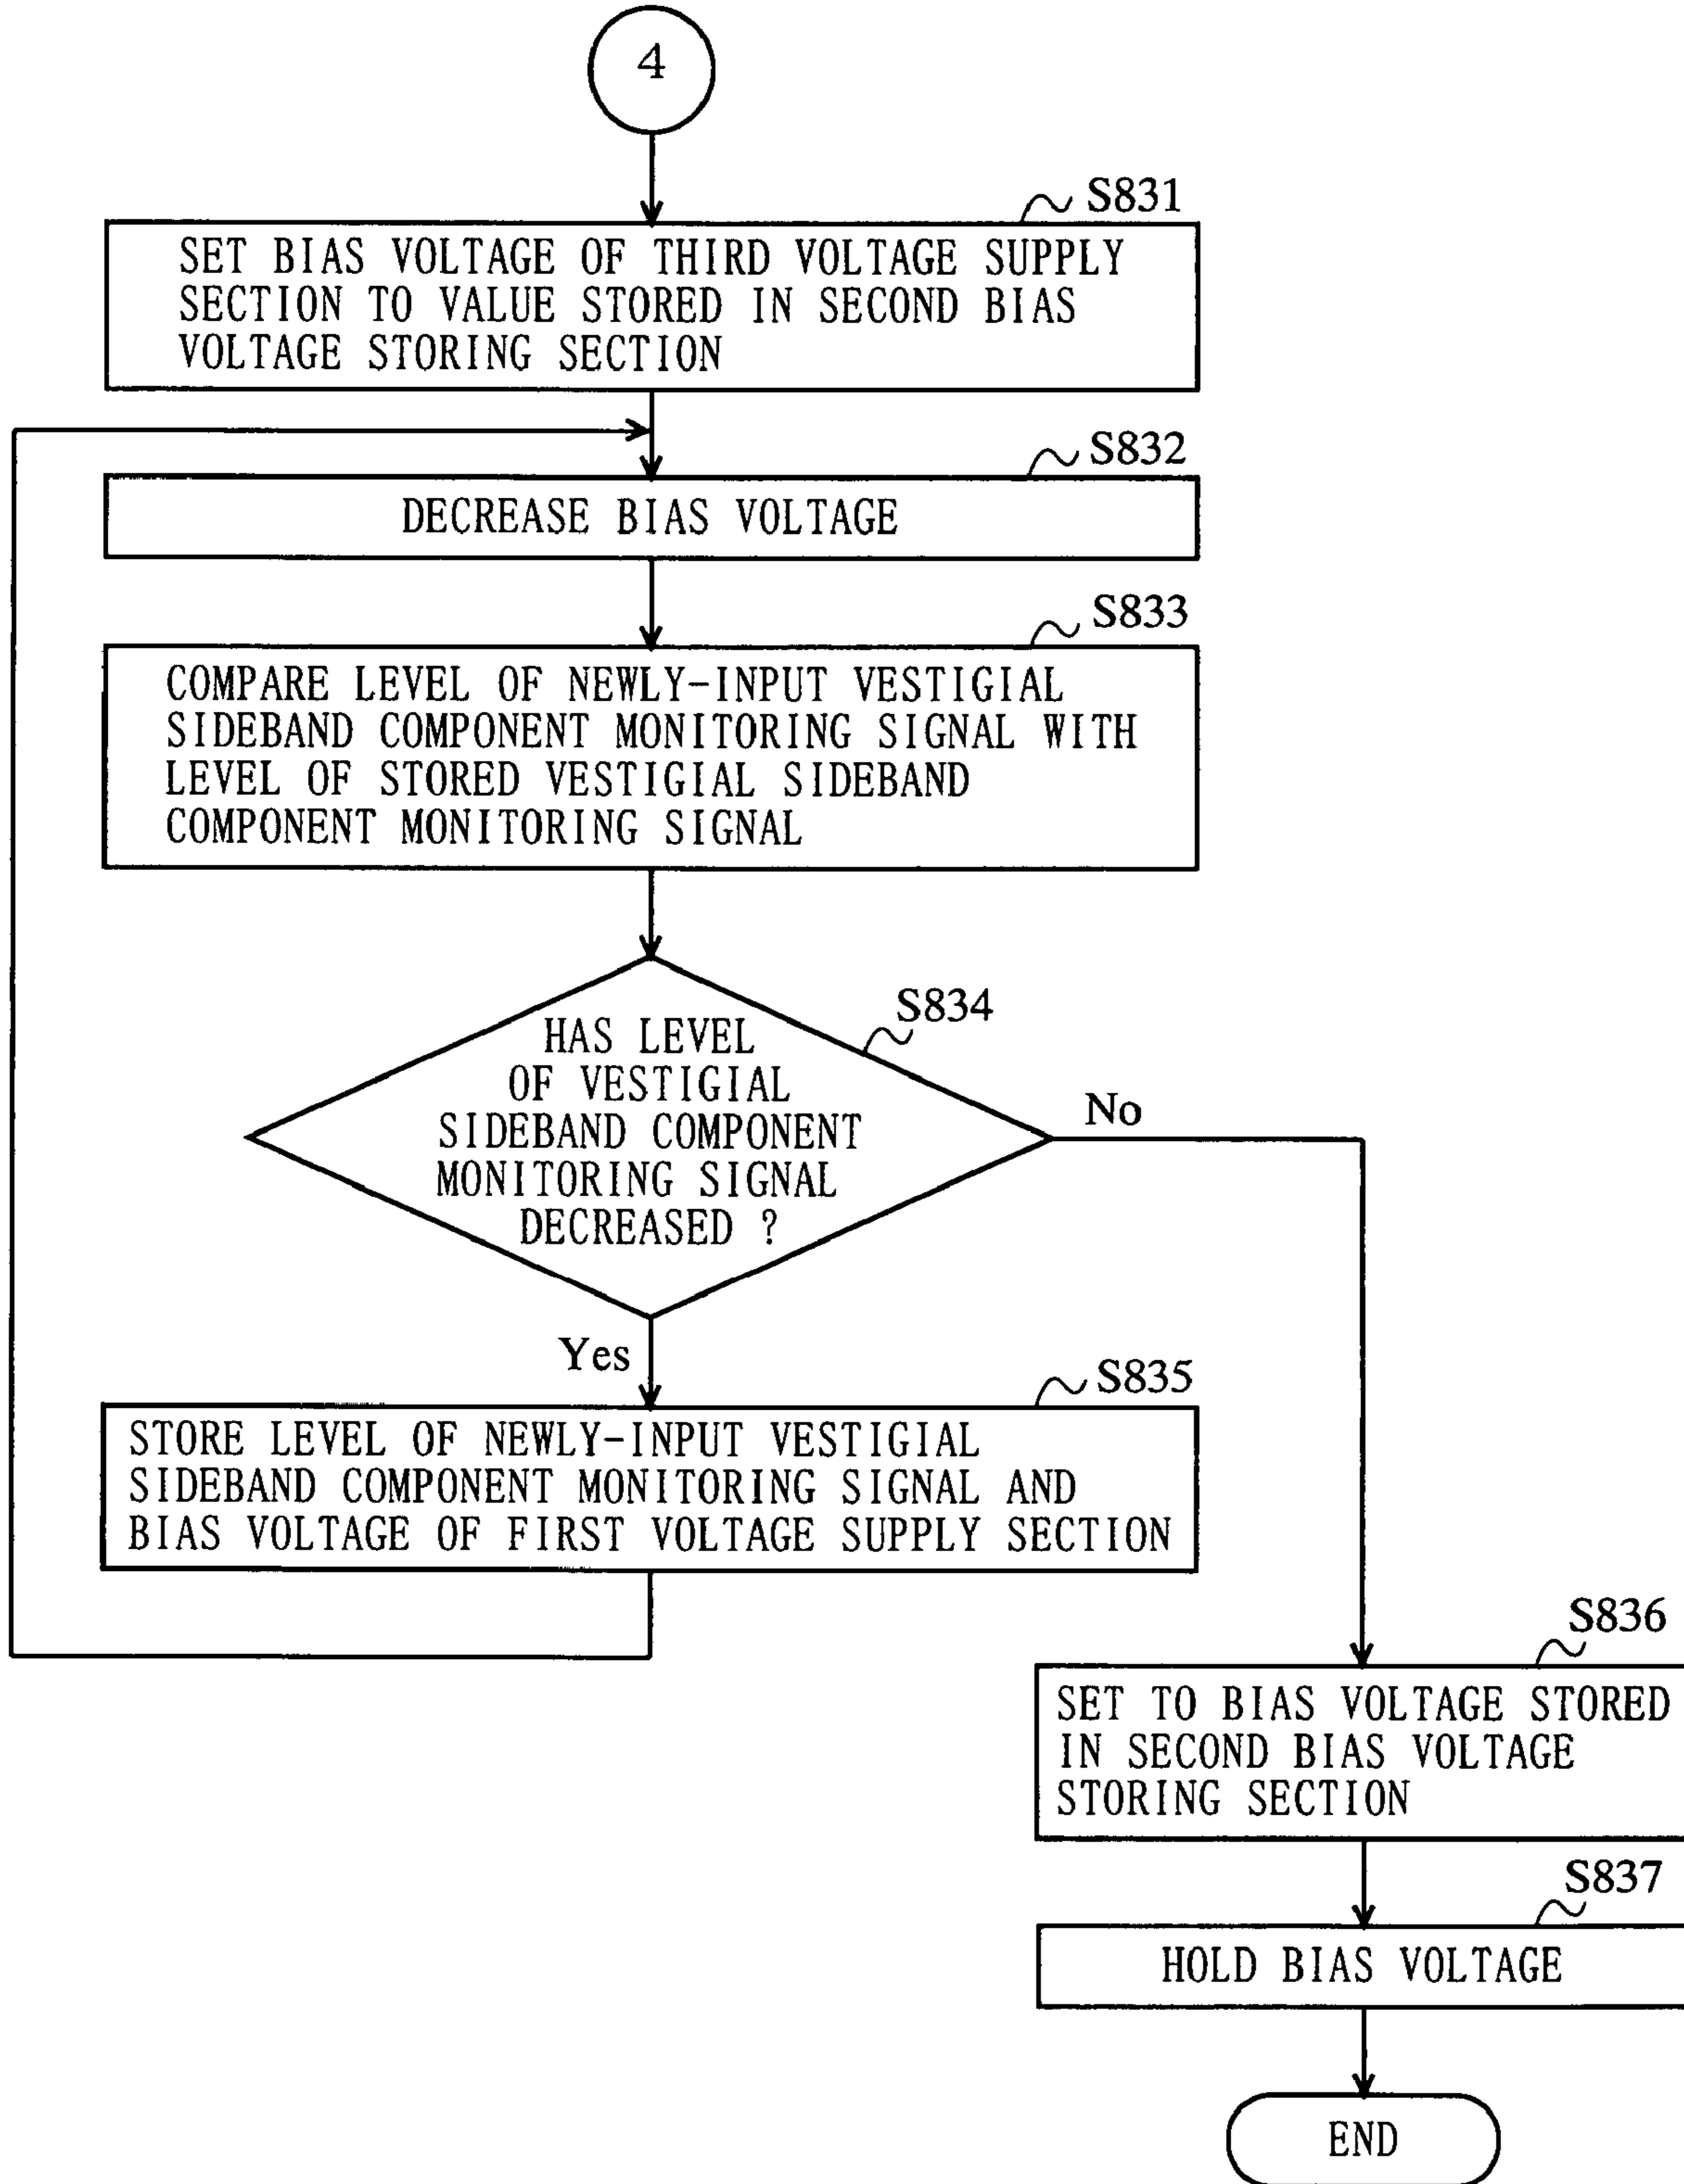 4
S831
SET BIAS VOLTAGE OF THIRD VOLTAGE SUPPLY
SECTION TO VALUE STORED IN SECOND BIAS
VOLTAGE STORING SECTION
S832
DECREASE BIAS VOLTAGE
S833
COMPARE LEVEL OF NEWLY-INPUT VESTIGIAL
SIDEBAND COMPONENT MONITORING SIGNAL WITH
LEVEL OF STORED VESTIGIAL SIDEBAND
COMPONENT MONITORING SIGNAL
S834
HAS LEVEL
OF VESTIGIAL
SIDEBAND COMPONENT
MONITORING SIGNAL
DECREASED ?
No
Yes
S835
STORE LEVEL OF NEWLY-INPUT VESTIGIAL
SIDEBAND COMPONENT MONITORING SIGNAL AND
BIAS VOLTAGE OF FIRST VOLTAGE SUPPLY SECTION
S836
SET TO BIAS VOLTAGE STORED
IN SECOND BIAS VOLTAGE
STORING SECTION
S837
HOLD BIAS VOLTAGE
END